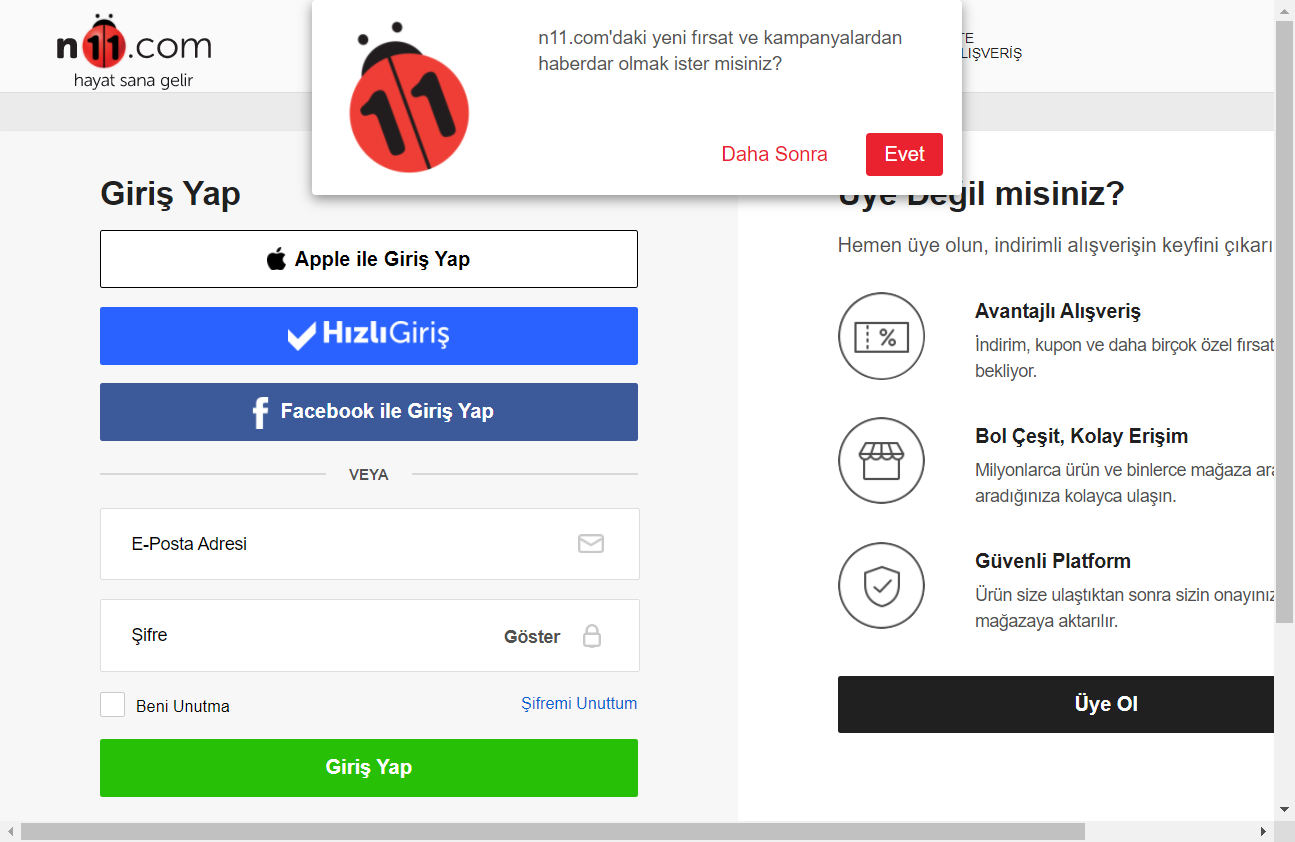 n11.com
hayat sana gelir
11
n11.com'daki yeni fırsat ve kampanyalardan
haberdar olmak ister misiniz?
Daha Sonra
Evet
LIŞVERİŞ
Giriş Yap
Apple ile Giriş Yap
HızlıGiriş
Facebook ile Giriş Yap
VEYA
E-Posta Adresi
Şifre
Göster
Beni Unutma
Şifremi Unuttum
Giriş Yap
Üye Değil misiniz?
Hemen üye olun, indirimli alışverişin keyfini çıkarı
%
Avantajlı Alışveriş
İndirim, kupon ve daha birçok özel fırsat
bekliyor.
Bol Çeşit, Kolay Erişim
Milyonlarca ürün ve binlerce mağaza ara
aradığınıza kolayca ulaşın.
Güvenli Platform
Ürün size ulaştıktan sonra sizin onayınız
mağazaya aktarılır.
Üye Ol